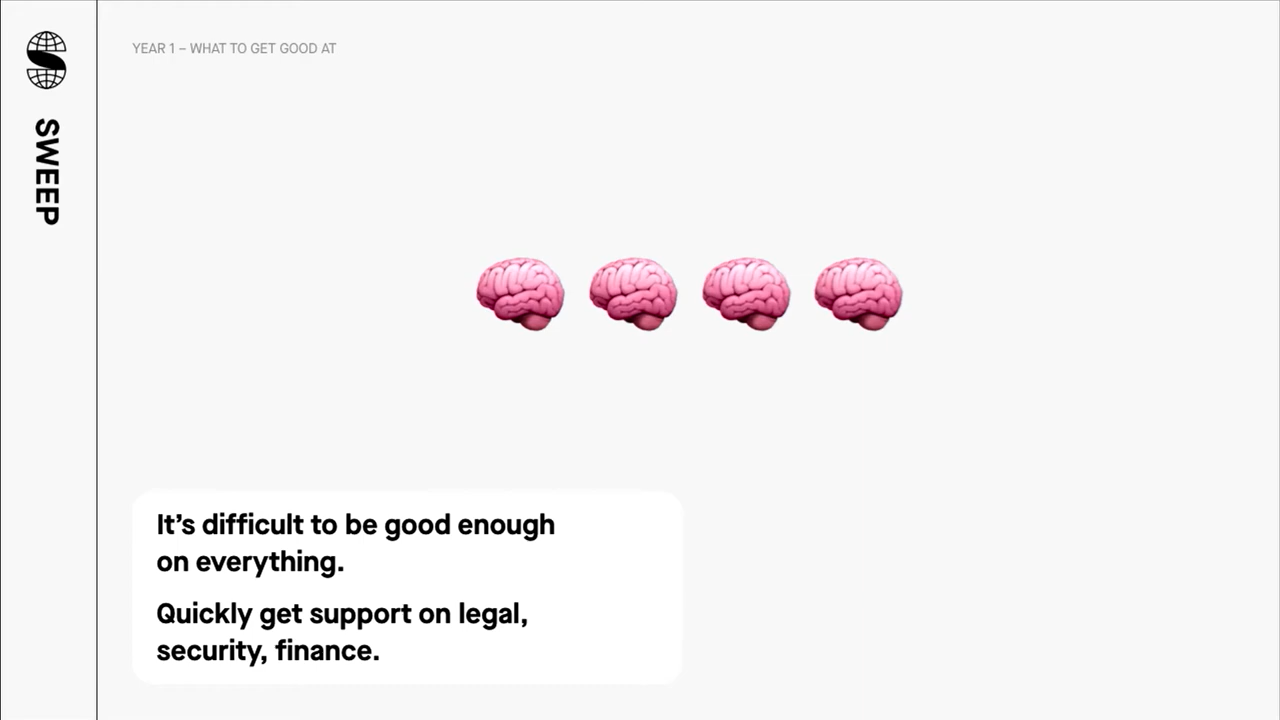 SWEEP
YEAR 1 – WHAT TO GET GOOD AT
It’s difficult to be good enough
on everything.
Quickly get support on legal,
security, finance.